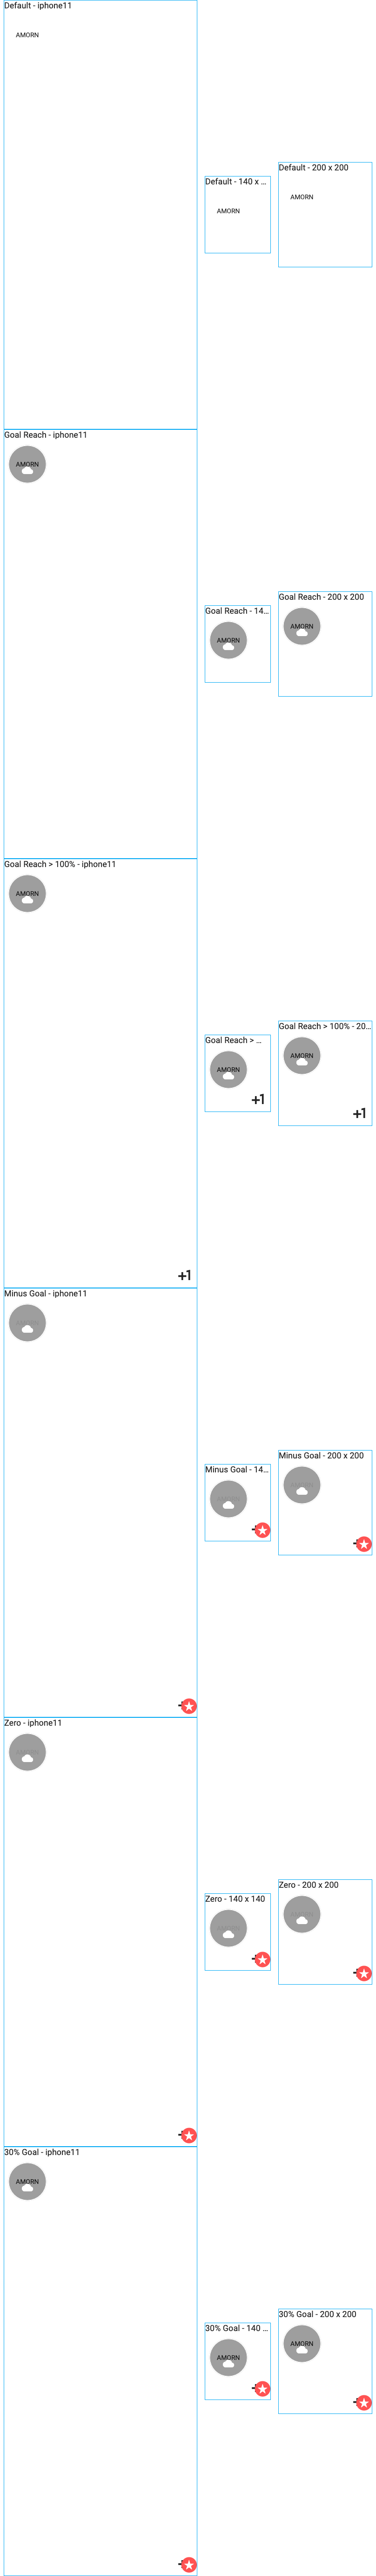 Default - iphone11
AMORN
Default - 140 x ...
AMORN
Default - 200 x 200
AMORN
Goal Reach - iphone11
AMORN
Goal Reach - 14...
AMORN
Goal Reach - 200 x 200
AMORN
Goal Reach > 100% - iphone11
AMORN
+1
Goal Reach > ...
AMORN
+1
Goal Reach > 100% - 20...
AMORN
+1
Minus Goal - iphone11
Minus Goal - 14...
Minus Goal - 200 x 200
Zero - iphone11
Zero - 140 x 140
Zero - 200 x 200
30% Goal - iphone11
AMORN
30% Goal - 140 ...
AMORN
30% Goal - 200 x 200
AMORN